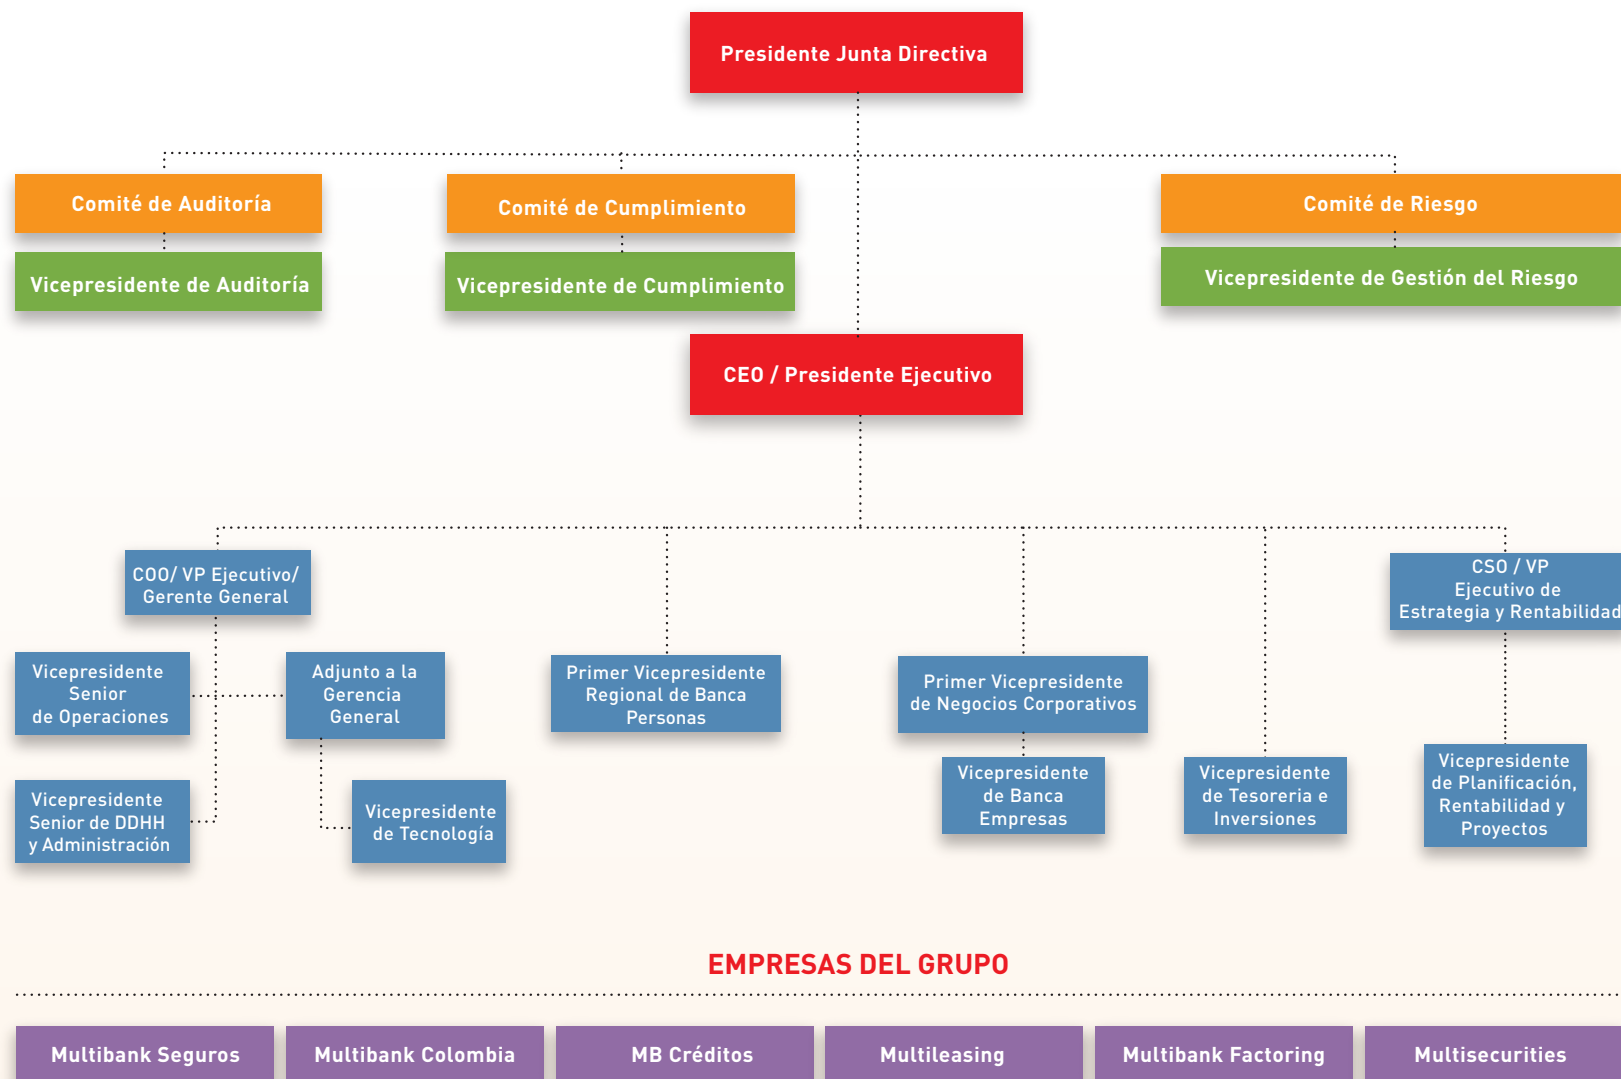 Presidente Junta Directiva
Comité de Auditoría
Comité de Cumplimiento
Comité de Riesgo
Vicepresidente de Auditoría
Vicepresidente de Cumplimiento
Vicepresidente de Gestión del Riesgo
CEO / Presidente Ejecutivo
COO/ VP Ejecutivo/
Gerente General
CSO / VP
Ejecutivo de
Estrategia y Rentabilidad
Vicepresidente
Senior
de Operaciones
Adjunto a la
Gerencia
General
Primer Vicepresidente
Regional de Banca
Personas
Primer Vicepresidente
de Negocios Corporativos
Vicepresidente
Senior de DDHH
y Administración
Vicepresidente
de Tecnología
Vicepresidente
de Banca
Empresas
Vicepresidente
de Tesoreria e
Inversiones
Vicepresidente
de Planificación,
Rentabilidad y
Proyectos
EMPRESAS DEL GRUPO
Multibank Seguros
Multibank Colombia
MB Créditos
Multileasing
Multibank Factoring
Multisecurities